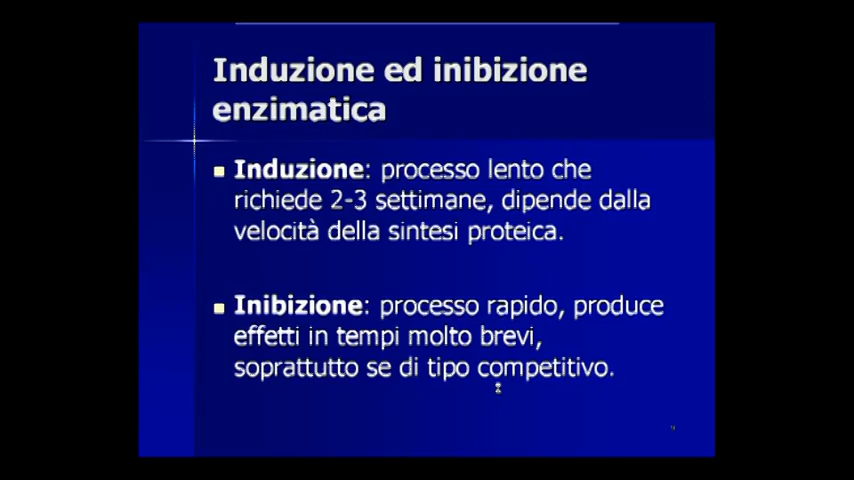 Induzione ed inibizione
enzimatica
Induzione: processo lento che
richiede 2-3 settimane, dipende dalla
velocità della sintesi proteica.
Inibizione: processo rapido, produce
effetti in tempi molto brevi,
soprattutto se di tipo competitivo.